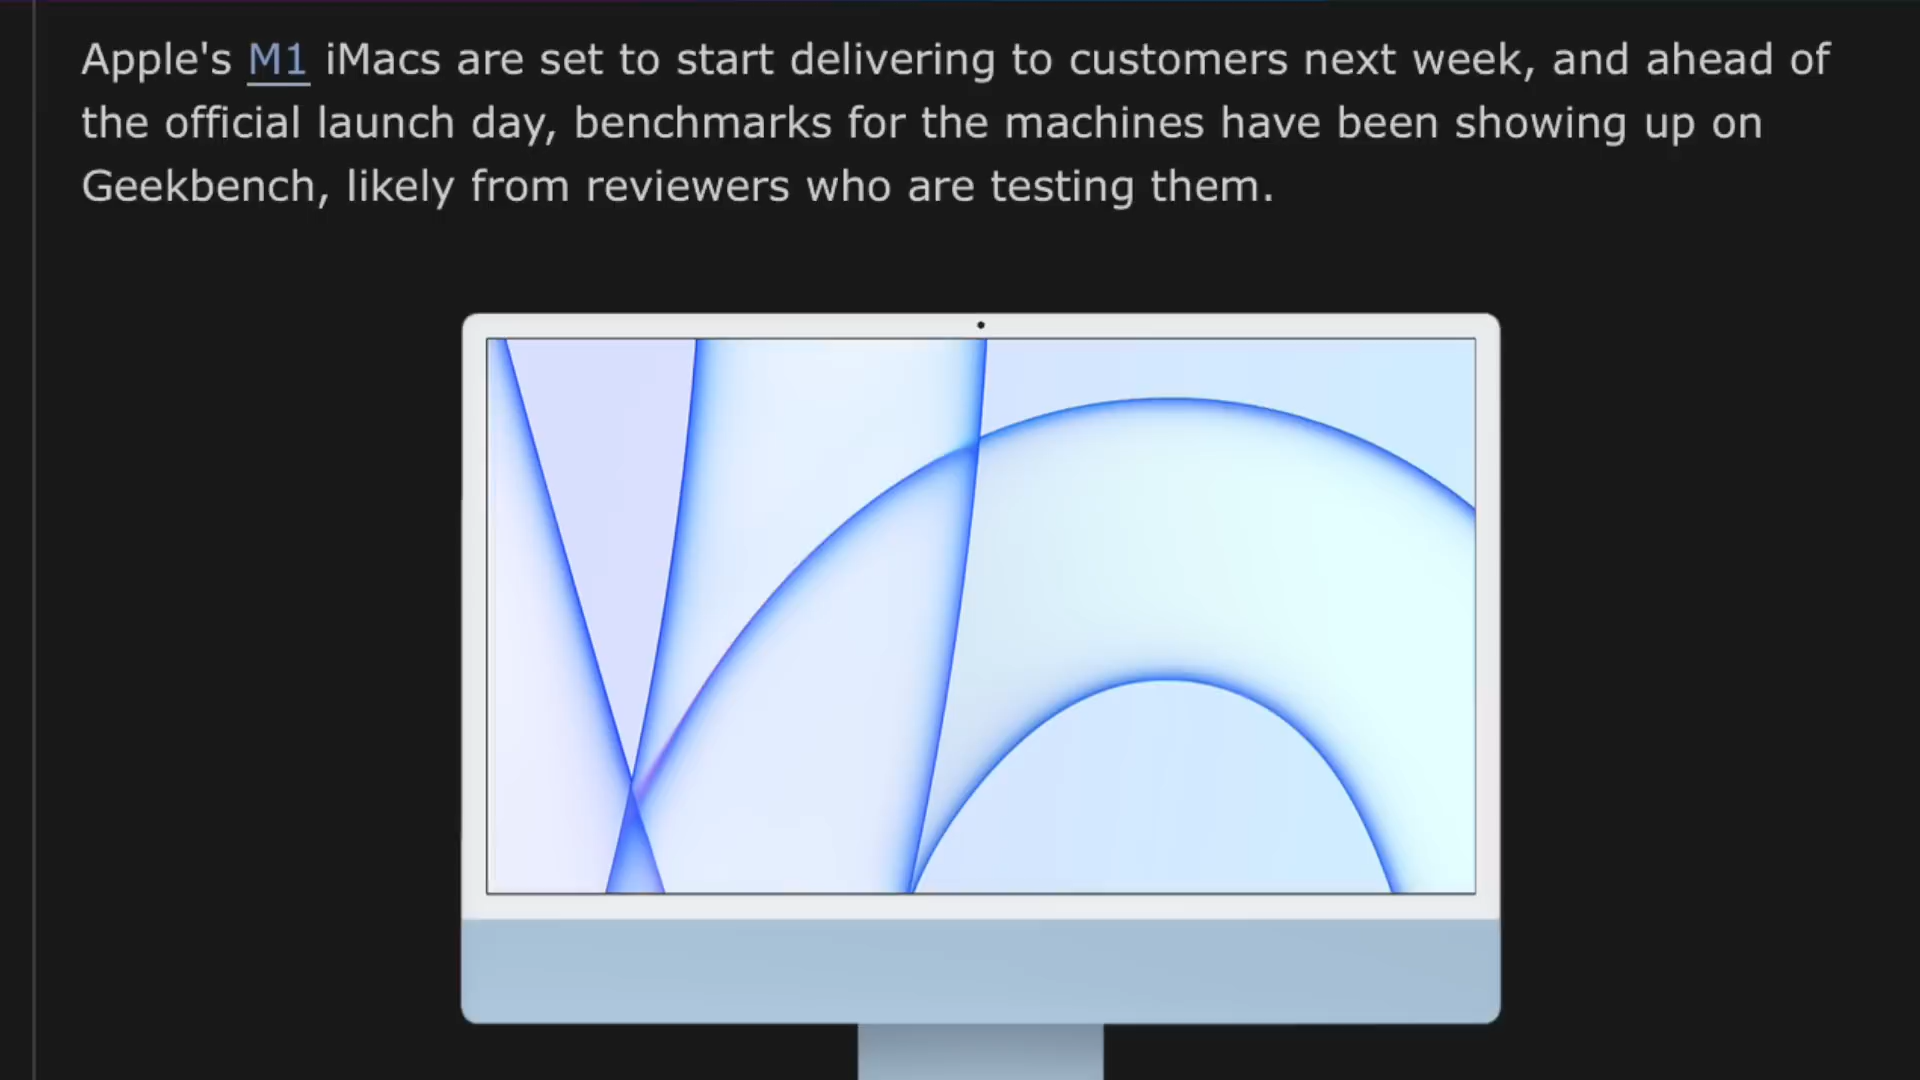 Apple's M1 iMacs are set to start delivering to customers next week, and ahead of
the official launch day, benchmarks for the machines have been showing up on
Geekbench, likely from reviewers who are testing them.